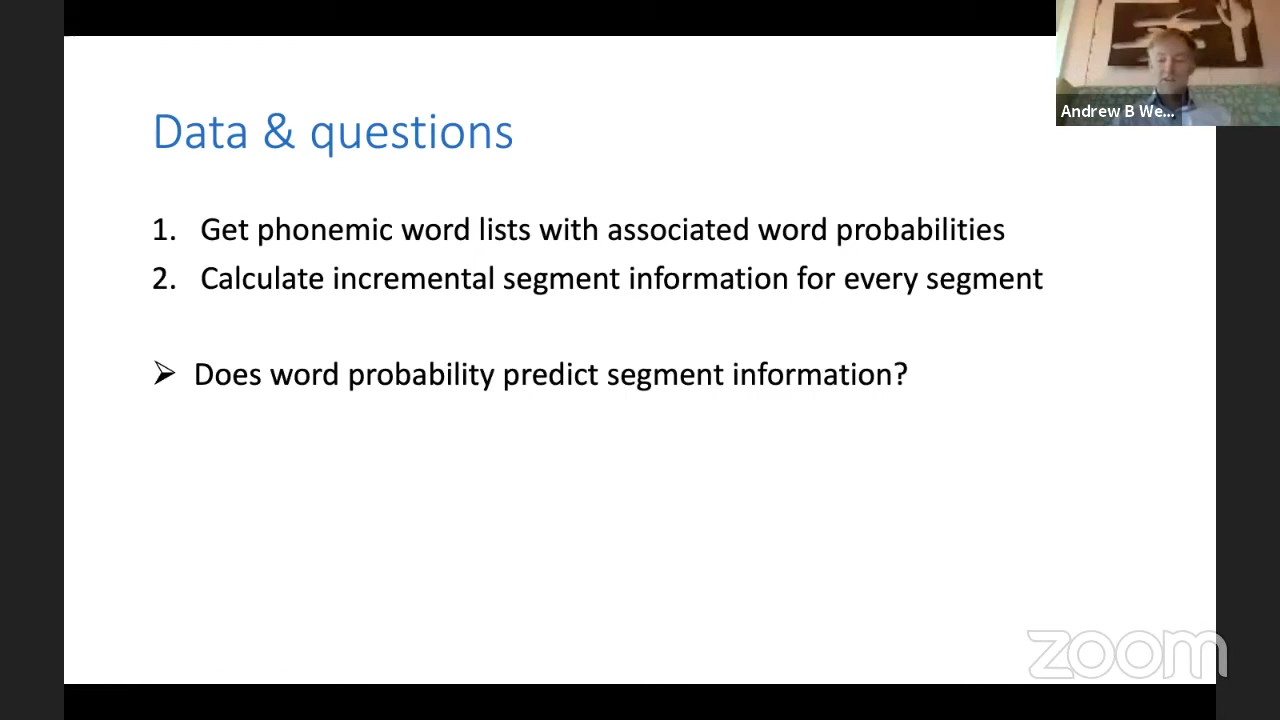 Andrew B We...
Data & questions
1. Get phonemic word lists with associated word probabilities
2. Calculate incremental segment information for every segment
➢ Does word probability predict segment information?
zoom